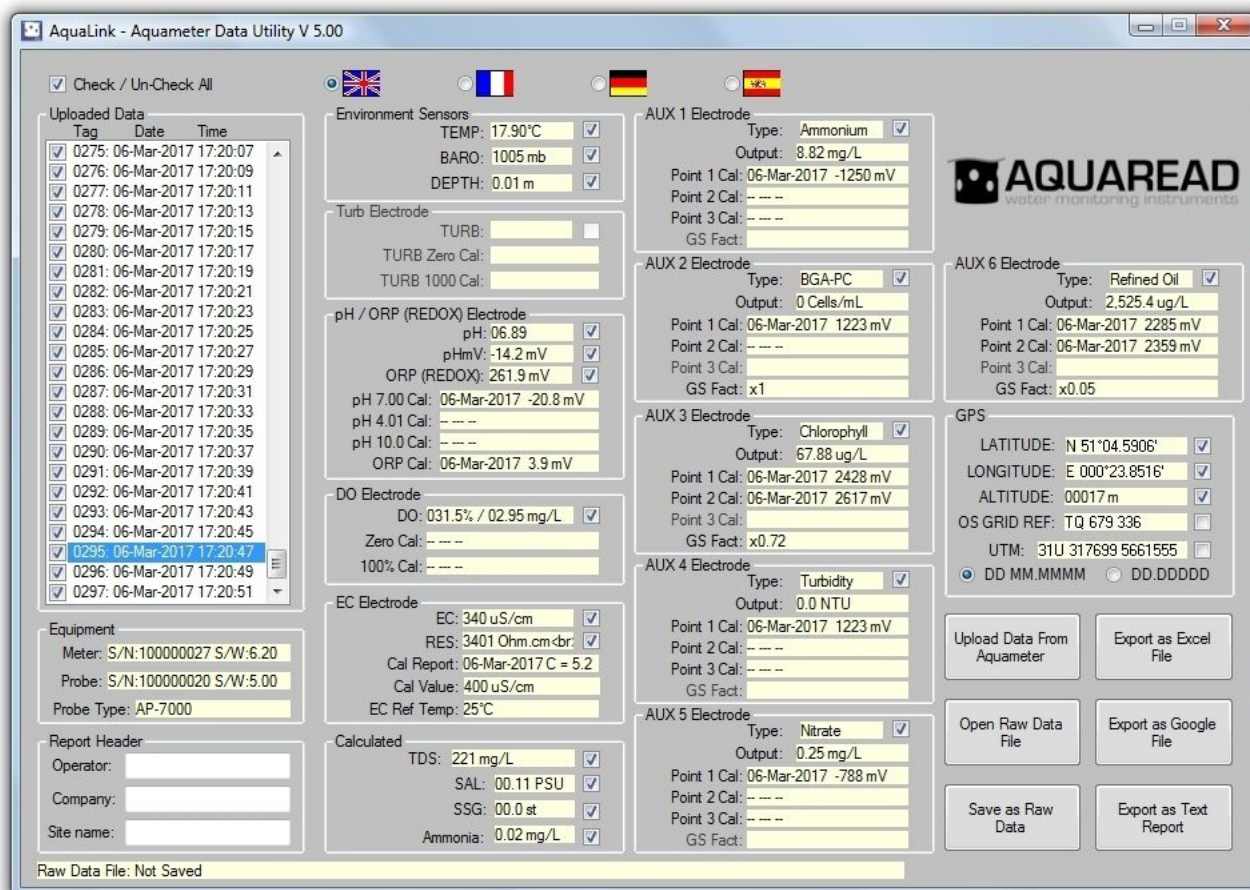 AquaLink - Aquameter Data Utility V 5.00
Check / Un-Check All
Uploaded Data
Tag Date Time
0275: 06-Mar-2017 17:20:07
0276: 06-Mar-2017 17:20:09
0277: 06-Mar-2017 17:20:11
0278: 06-Mar-2017 17:20:13
0279: 06-Mar-2017 17:20:15
0280: 06-Mar-2017 17:20:17
0281: 06-Mar-2017 17:20:19
0282: 06-Mar-2017 17:20:21
0283: 06-Mar-2017 17:20:23
0284: 06-Mar-2017 17:20:25
0285: 06-Mar-2017 17:20:27
0286: 06-Mar-2017 17:20:29
0287: 06-Mar-2017 17:20:31
0288: 06-Mar-2017 17:20:33
0289: 06-Mar-2017 17:20:35
0290: 06-Mar-2017 17:20:37
0291: 06-Mar-2017 17:20:39
0292: 06-Mar-2017 17:20:41
0293: 06-Mar-2017 17:20:43
0294: 06-Mar-2017 17:20:45
0295: 06-Mar-2017 17:20:47
0296: 06-Mar-2017 17:20:49
0297: 06-Mar-2017 17:20:51
Equipment
Meter: S/N:100000027 S/W:6.20
Probe: S/N:100000020 S/W:5.00
Probe Type: AP-7000
Report Header
Operator:
Company:
Site name:
Environment Sensors
TEMP: 17.90°C
BARO: 1005 mb
DEPTH: 0.01 m
Turb Electrode
TURB:
TURB Zero Cal:
TURB 1000 Cal:
pH / ORP (REDOX) Electrode
pH: 06.89
pHmV: -14.2 mV
ORP (REDOX): 261.9 mV
pH 7.00 Cal: 06-Mar-2017 -20.8 mV
pH 4.01 Cal: -- --- --
pH 10.0 Cal: -- --- --
ORP Cal: 06-Mar-2017 3.9 mV
DO Electrode
DO: 031.5% / 02.95 mg/L
Zero Cal: -- --- --
100% Cal: -- --- --
EC Electrode
EC: 340 uS/cm
RES: 3401 Ohm.cm<br:
Cal Report: 06-Mar-2017 C = 5.2
Cal Value: 400 uS/cm
EC Ref Temp: 25°C
Calculated
TDS: 221 mg/L
SAL: 00.11 PSU
SSG: 00.0 st
Ammonia: 0.02 mg/L
AUX 1 Electrode
Type: Ammonium
Output: 8.82 mg/L
Point 1 Cal: 06-Mar-2017 -1250 mV
Point 2 Cal: -- --- --
Point 3 Cal: -- --- --
GS Fact:
AUX 2 Electrode
Type: BGA-PC
Output: 0 Cells/mL
Point 1 Cal: 06-Mar-2017 1223 mV
Point 2 Cal: -- --- --
Point 3 Cal:
GS Fact: x1
AUX 3 Electrode
Type: Chlorophyll
Output: 67.88 ug/L
Point 1 Cal: 06-Mar-2017 2428 mV
Point 2 Cal: 06-Mar-2017 2617 mV
Point 3 Cal:
GS Fact: x0.72
AUX 4 Electrode
Type: Turbidity
Output: 0.0 NTU
Point 1 Cal: 06-Mar-2017 1223 mV
Point 2 Cal: -- --- --
Point 3 Cal: -- --- --
GS Fact:
AUX 5 Electrode
Type: Nitrate
Output: 0.25 mg/L
Point 1 Cal: 06-Mar-2017 -788 mV
Point 2 Cal: -- --- --
Point 3 Cal: -- --- --
GS Fact:
AQUAREAD
water monitoring instruments
AUX 6 Electrode
Type: Refined Oil
Output: 2,525.4 ug/L
Point 1 Cal: 06-Mar-2017 2285 mV
Point 2 Cal: 06-Mar-2017 2359 mV
Point 3 Cal:
GS Fact: x0.05
GPS
LATITUDE: N 51°04.5906'
LONGITUDE: E 000°23.8516'
ALTITUDE: 00017 m
OS GRID REF: TQ 679 336
UTM: 31U 317699 5661555
DD MM.MMMM DD.DDDDD
Upload Data From
Aquameter
Export as Excel
File
Open Raw Data
File
Export as Google
File
Save as Raw
Data
Export as Text
Report
Raw Data File: Not Saved